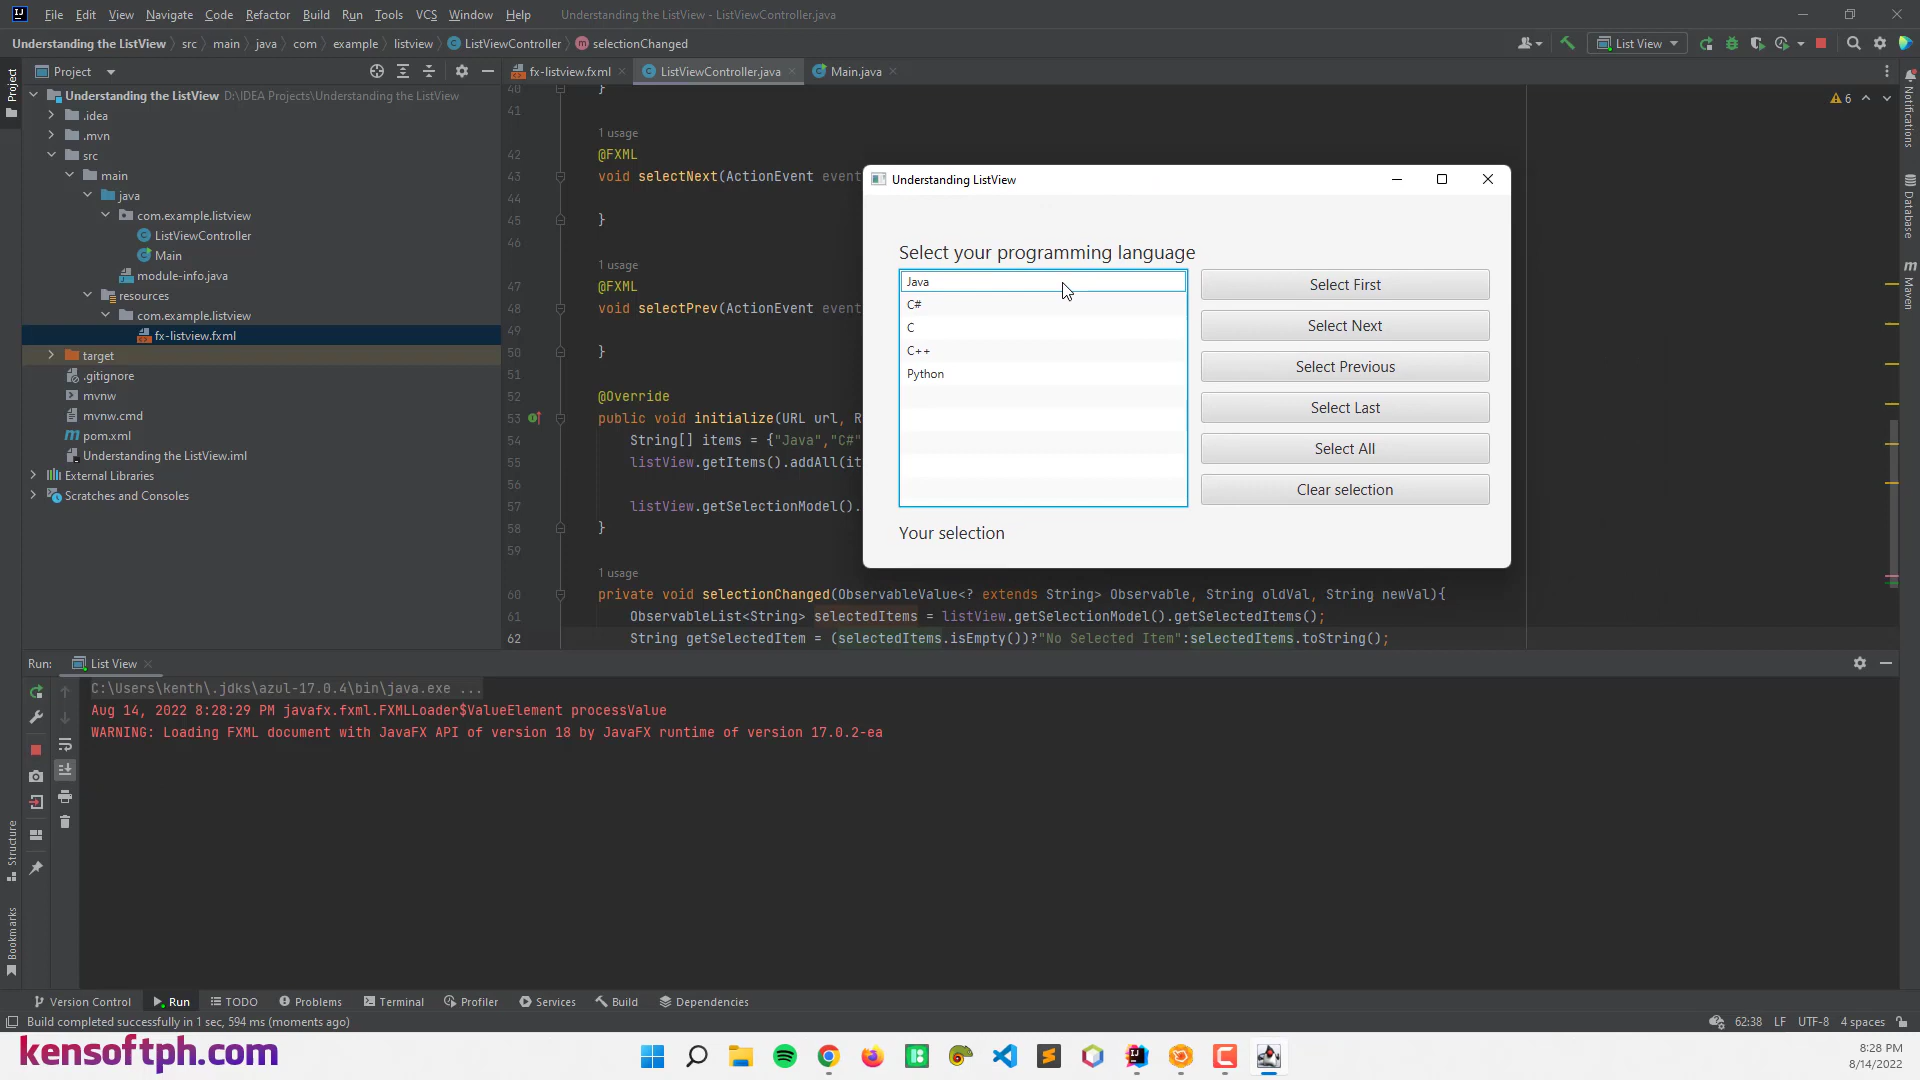 File Edit View Navigate Code Refactor Build Run Tools VCS Window Help Understanding the ListView - ListViewController.java
Understanding the ListView src main java com example listview ListViewController selectionChanged
List View
Project
Project
fx-listview.fxml
ListViewController.java
Main.java
Understanding the ListView D:\IDEA Projects\Understanding the ListView
.idea
.mvn
src
main
java
com.example.listview
ListViewController
Main
module-info.java
resources
com.example.listview
fx-listview.fxml
target
.gitignore
mvnw
mvnw.cmd
pom.xml
Understanding the ListView.iml
External Libraries
Scratches and Consoles
6
40 }
41
1 usage
42 @FXML
43 void selectNext(ActionEvent event
44
45 }
46
1 usage
47 @FXML
48 void selectPrev(ActionEvent event
49
50 }
51
52 @Override
53 public void initialize(URL url, R
54 String[] items = {"Java","C#"
55 listView.getItems().addAll(it
56
57 listView.getSelectionModel().
58 }
59
1 usage
60 private void selectionChanged(ObservableValue<? extends String> Observable, String oldVal, String newVal){
61 ObservableList<String> selectedItems = listView.getSelectionModel().getSelectedItems();
62 String getSelectedItem = (selectedItems.isEmpty())?"No Selected Item":selectedItems.toString();
Understanding ListView
Select your programming language
Java
C#
C
C++
Python
Select First
Select Next
Select Previous
Select Last
Select All
Clear selection
Your selection
Notifications
Database
Maven
Run: List View
C:\Users\kenth\.jdks\azul-17.0.4\bin\java.exe ...
Aug 14, 2022 8:28:29 PM javafx.fxml.FXMLLoader$ValueElement processValue
WARNING: Loading FXML document with JavaFX API of version 18 by JavaFX runtime of version 17.0.2-ea
Structure
Bookmarks
Version Control Run TODO Problems Terminal Profiler Services Build Dependencies
Build completed successfully in 1 sec, 594 ms (moments ago)
62:38 LF UTF-8 4 spaces
kensoftph.com
8:28 PM
8/14/2022